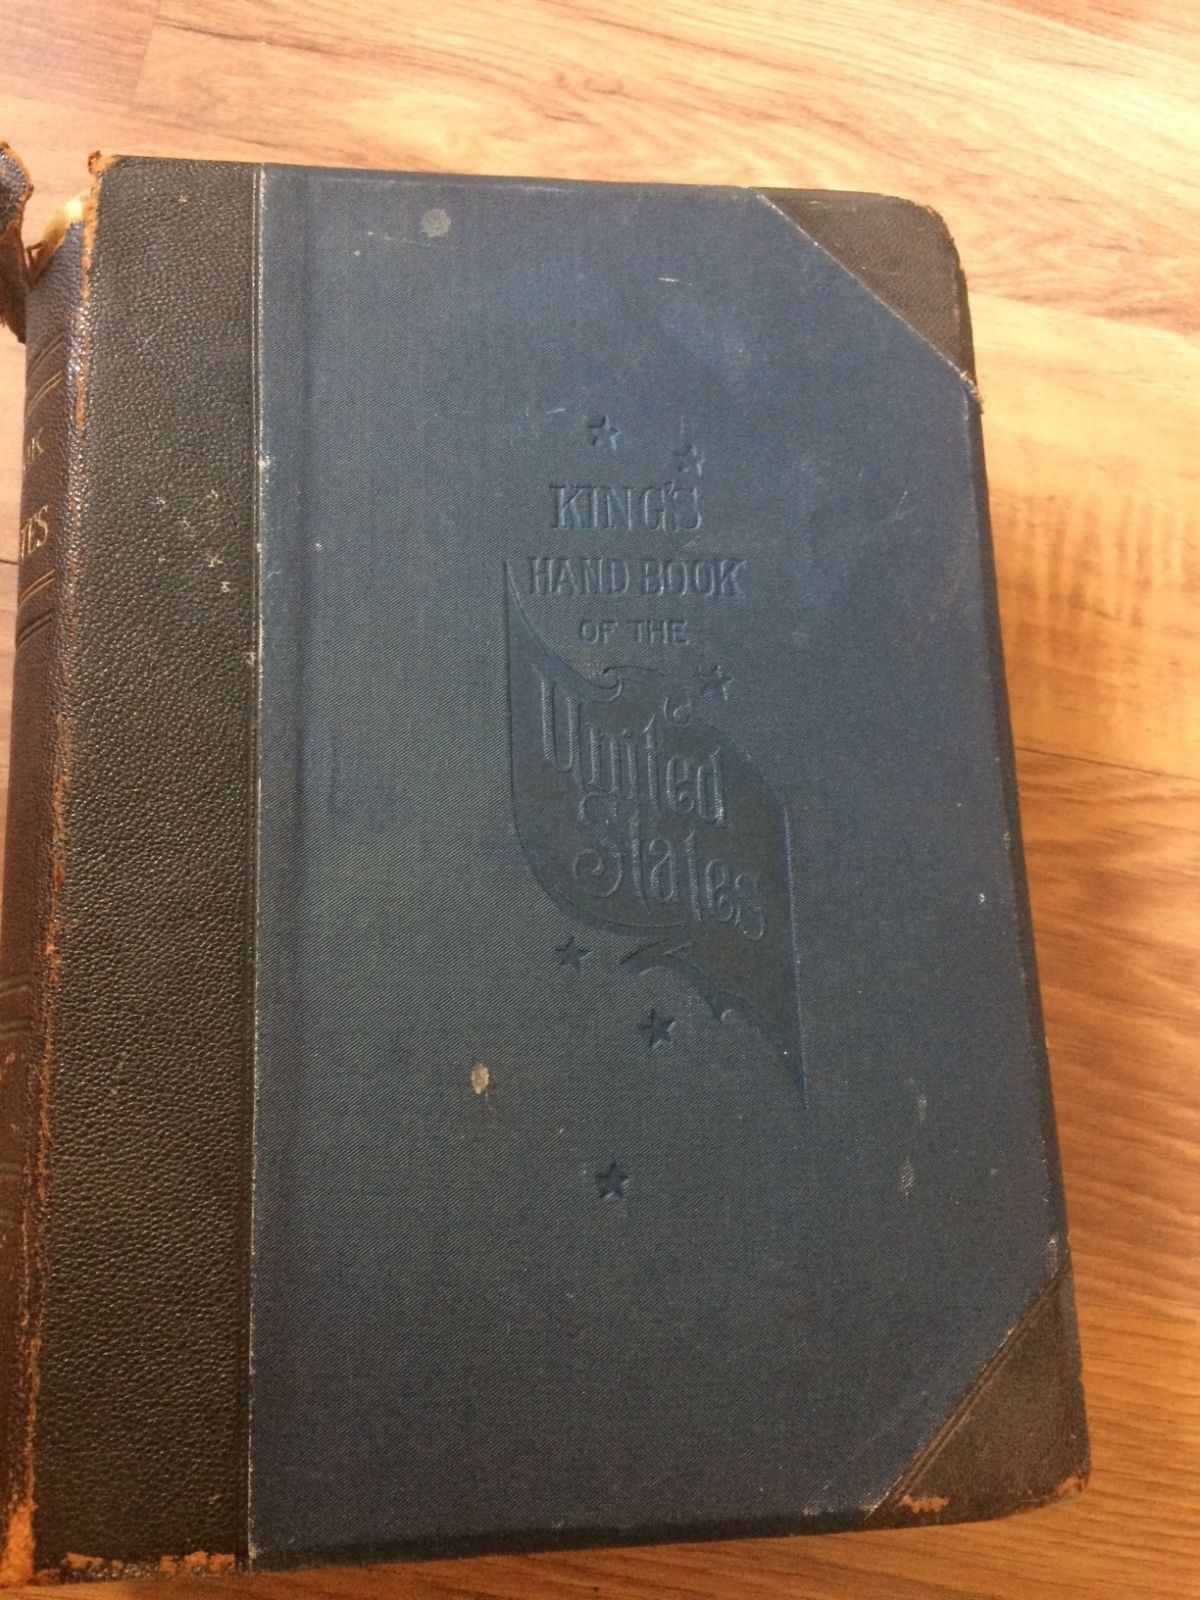 KING'S
HAND BOOK
OF THE
United
States